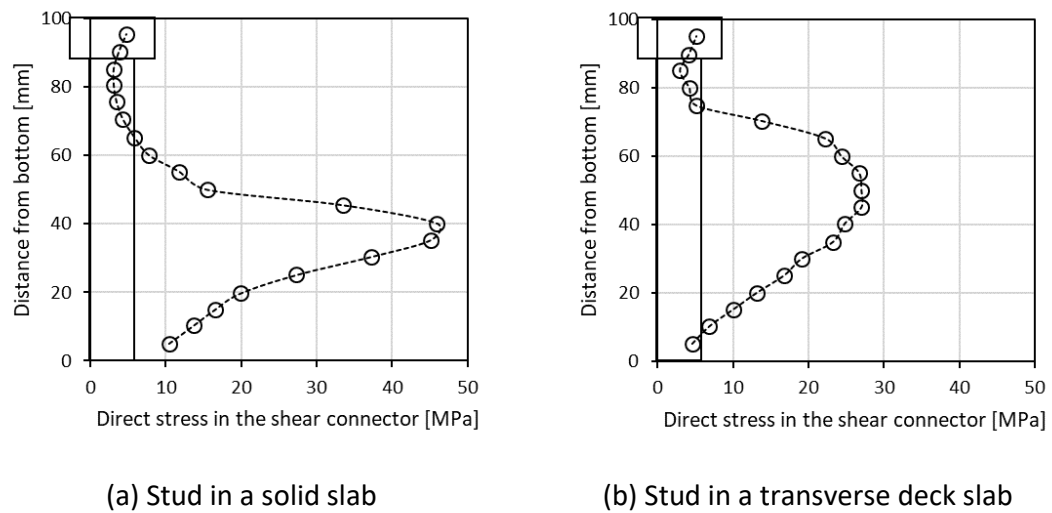 100
80
60
40
20
0
Distance from bottom [mm]
0 10 20 30 40 50
Direct stress in the shear connector [MPa]
(a) Stud in a solid slab
100
80
60
40
20
0
Distance from bottom [mm]
0 10 20 30 40 50
Direct stress in the shear connector [MPa]
(b) Stud in a transverse deck slab